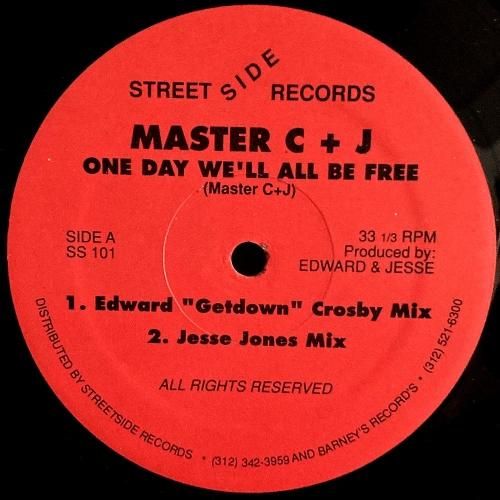 STREET SIDE RECORDS
MASTER C + J
ONE DAY WE'LL ALL BE FREE
(Master C+J)
SIDE A
SS 101
33 1/3 RPM
Produced by:
EDWARD & JESSE
1. Edward "Getdown" Crosby Mix
2. Jesse Jones Mix
ALL RIGHTS RESERVED
DISTRIBUTED BY STREETSIDE RECORDS * (312) 342-3959 AND BARNEY'S RECORD'S * (312) 521-6300